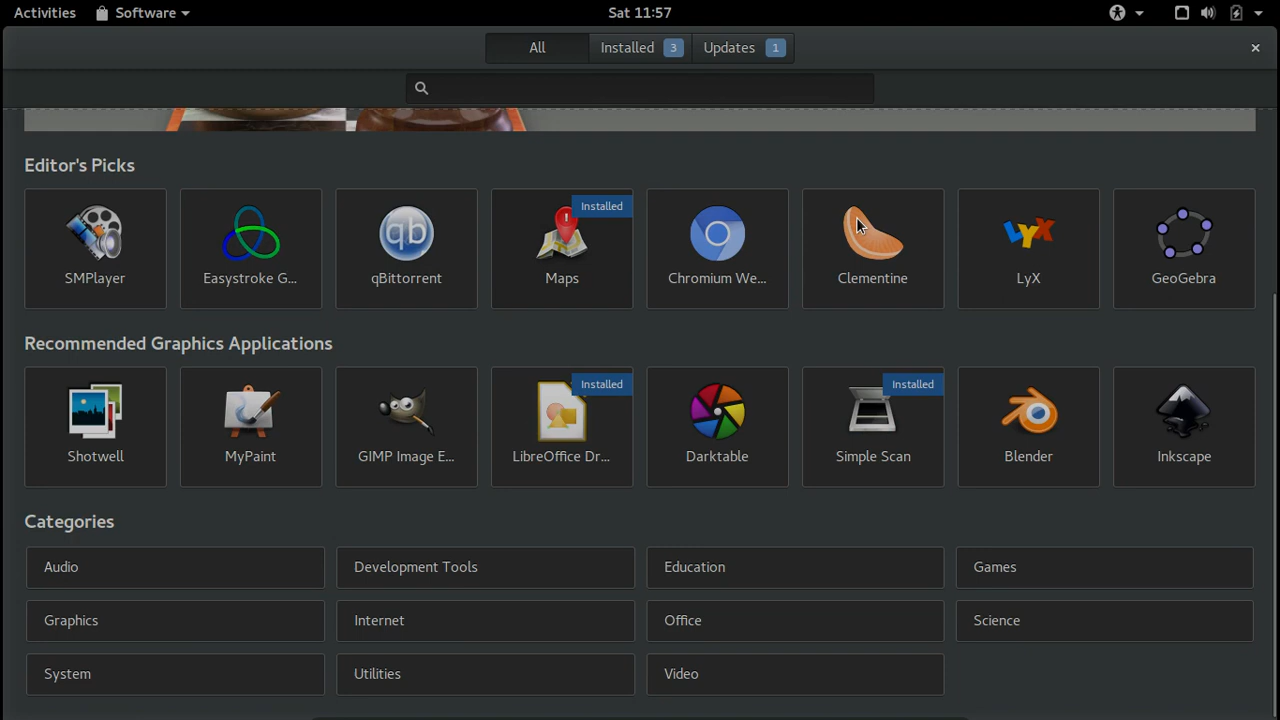 Activities Software Sat 11:57
All Installed 3 Updates 1
Editor's Picks
Installed
SMPlayer Easystroke G... qBittorrent Maps Chromium We... Clementine LyX GeoGebra
Recommended Graphics Applications
Installed Installed
Shotwell MyPaint GIMP Image E... LibreOffice Dr... Darktable Simple Scan Blender Inkscape
Categories
Audio Development Tools Education Games
Graphics Internet Office Science
System Utilities Video